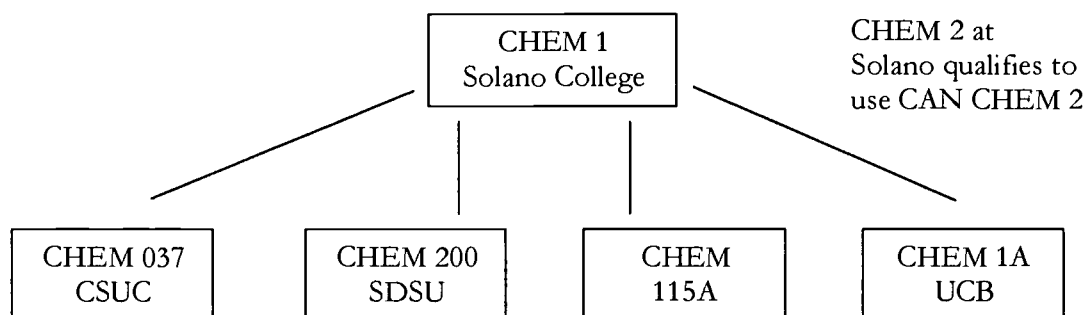 CHEM 1
Solano College
CHEM 2 at
Solano qualifies to
use CAN CHEM 2
CHEM 037
CSUC
CHEM 200
SDSU
CHEM
115A
CHEM 1A
UCB